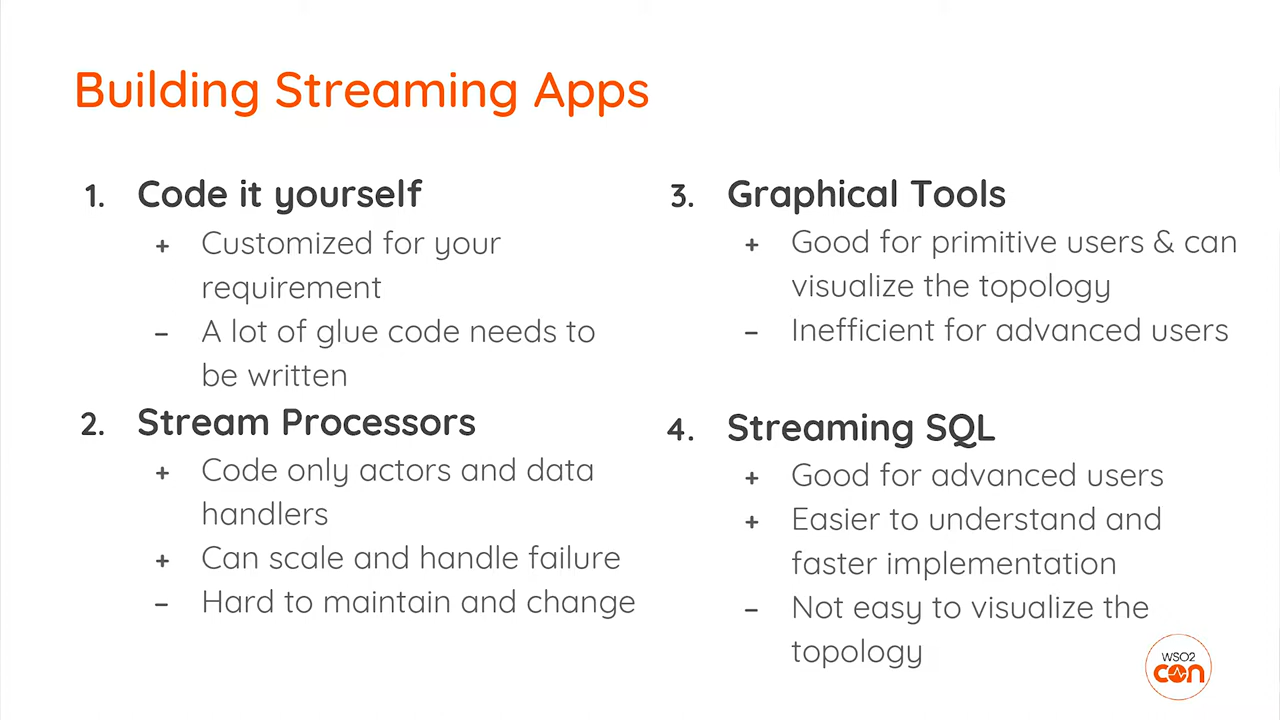 Building Streaming Apps
1. Code it yourself
+ Customized for your
requirement
– A lot of glue code needs to
be written
2. Stream Processors
+ Code only actors and data
handlers
+ Can scale and handle failure
– Hard to maintain and change
3. Graphical Tools
+ Good for primitive users & can
visualize the topology
– Inefficient for advanced users
4. Streaming SQL
+ Good for advanced users
+ Easier to understand and
faster implementation
– Not easy to visualize the
topology
WSO2
con